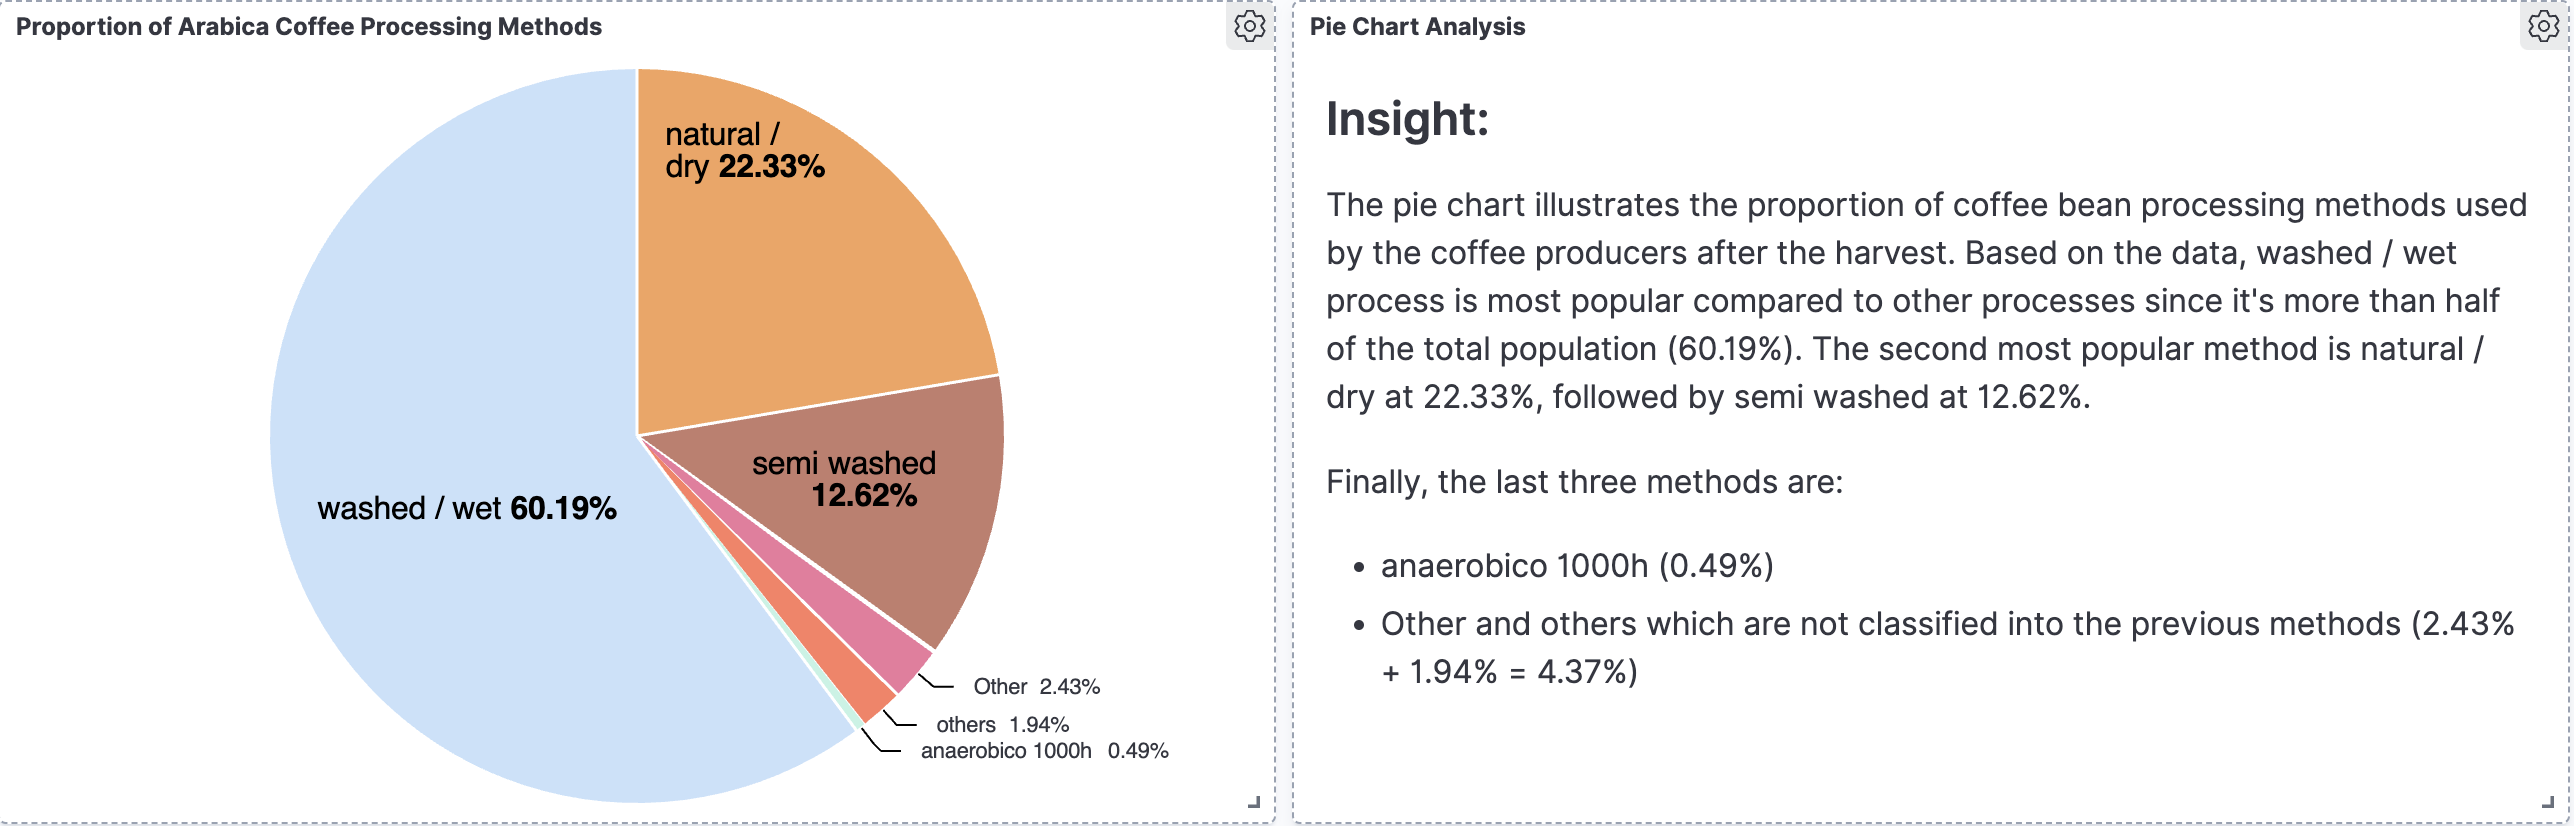 Proportion of Arabica Coffee Processing Methods
natural /
dry 22.33%
semi washed
12.62%
washed / wet 60.19%
Other 2.43%
others 1.94%
anaerobico 1000h 0.49%
Pie Chart Analysis
Insight:
The pie chart illustrates the proportion of coffee bean processing methods used
by the coffee producers after the harvest. Based on the data, washed / wet
process is most popular compared to other processes since it's more than half
of the total population (60.19%). The second most popular method is natural /
dry at 22.33%, followed by semi washed at 12.62%.
Finally, the last three methods are:
• anaerobico 1000h (0.49%)
• Other and others which are not classified into the previous methods (2.43%
+ 1.94% = 4.37%)